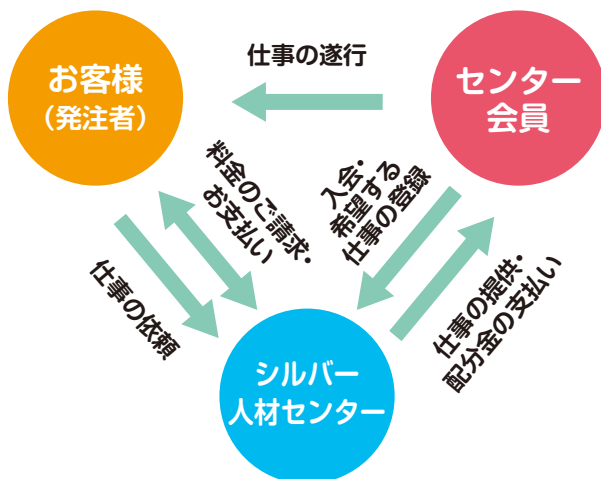 お客様
（発注者）
仕事の遂行
センター
会員
料金のご請求・
お支払い
入会・
希望する
仕事の登録
仕事の依頼
仕事の提供・
配分金の支払い
シルバー
人材センター